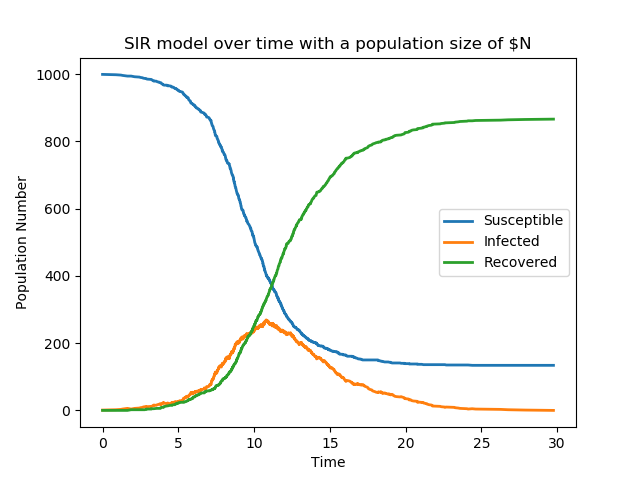 SIR model over time with a population size of $N
Population Number
1000
800
600
400
200
0
Susceptible
Infected
Recovered
0 5 10 15 20 25 30
Time